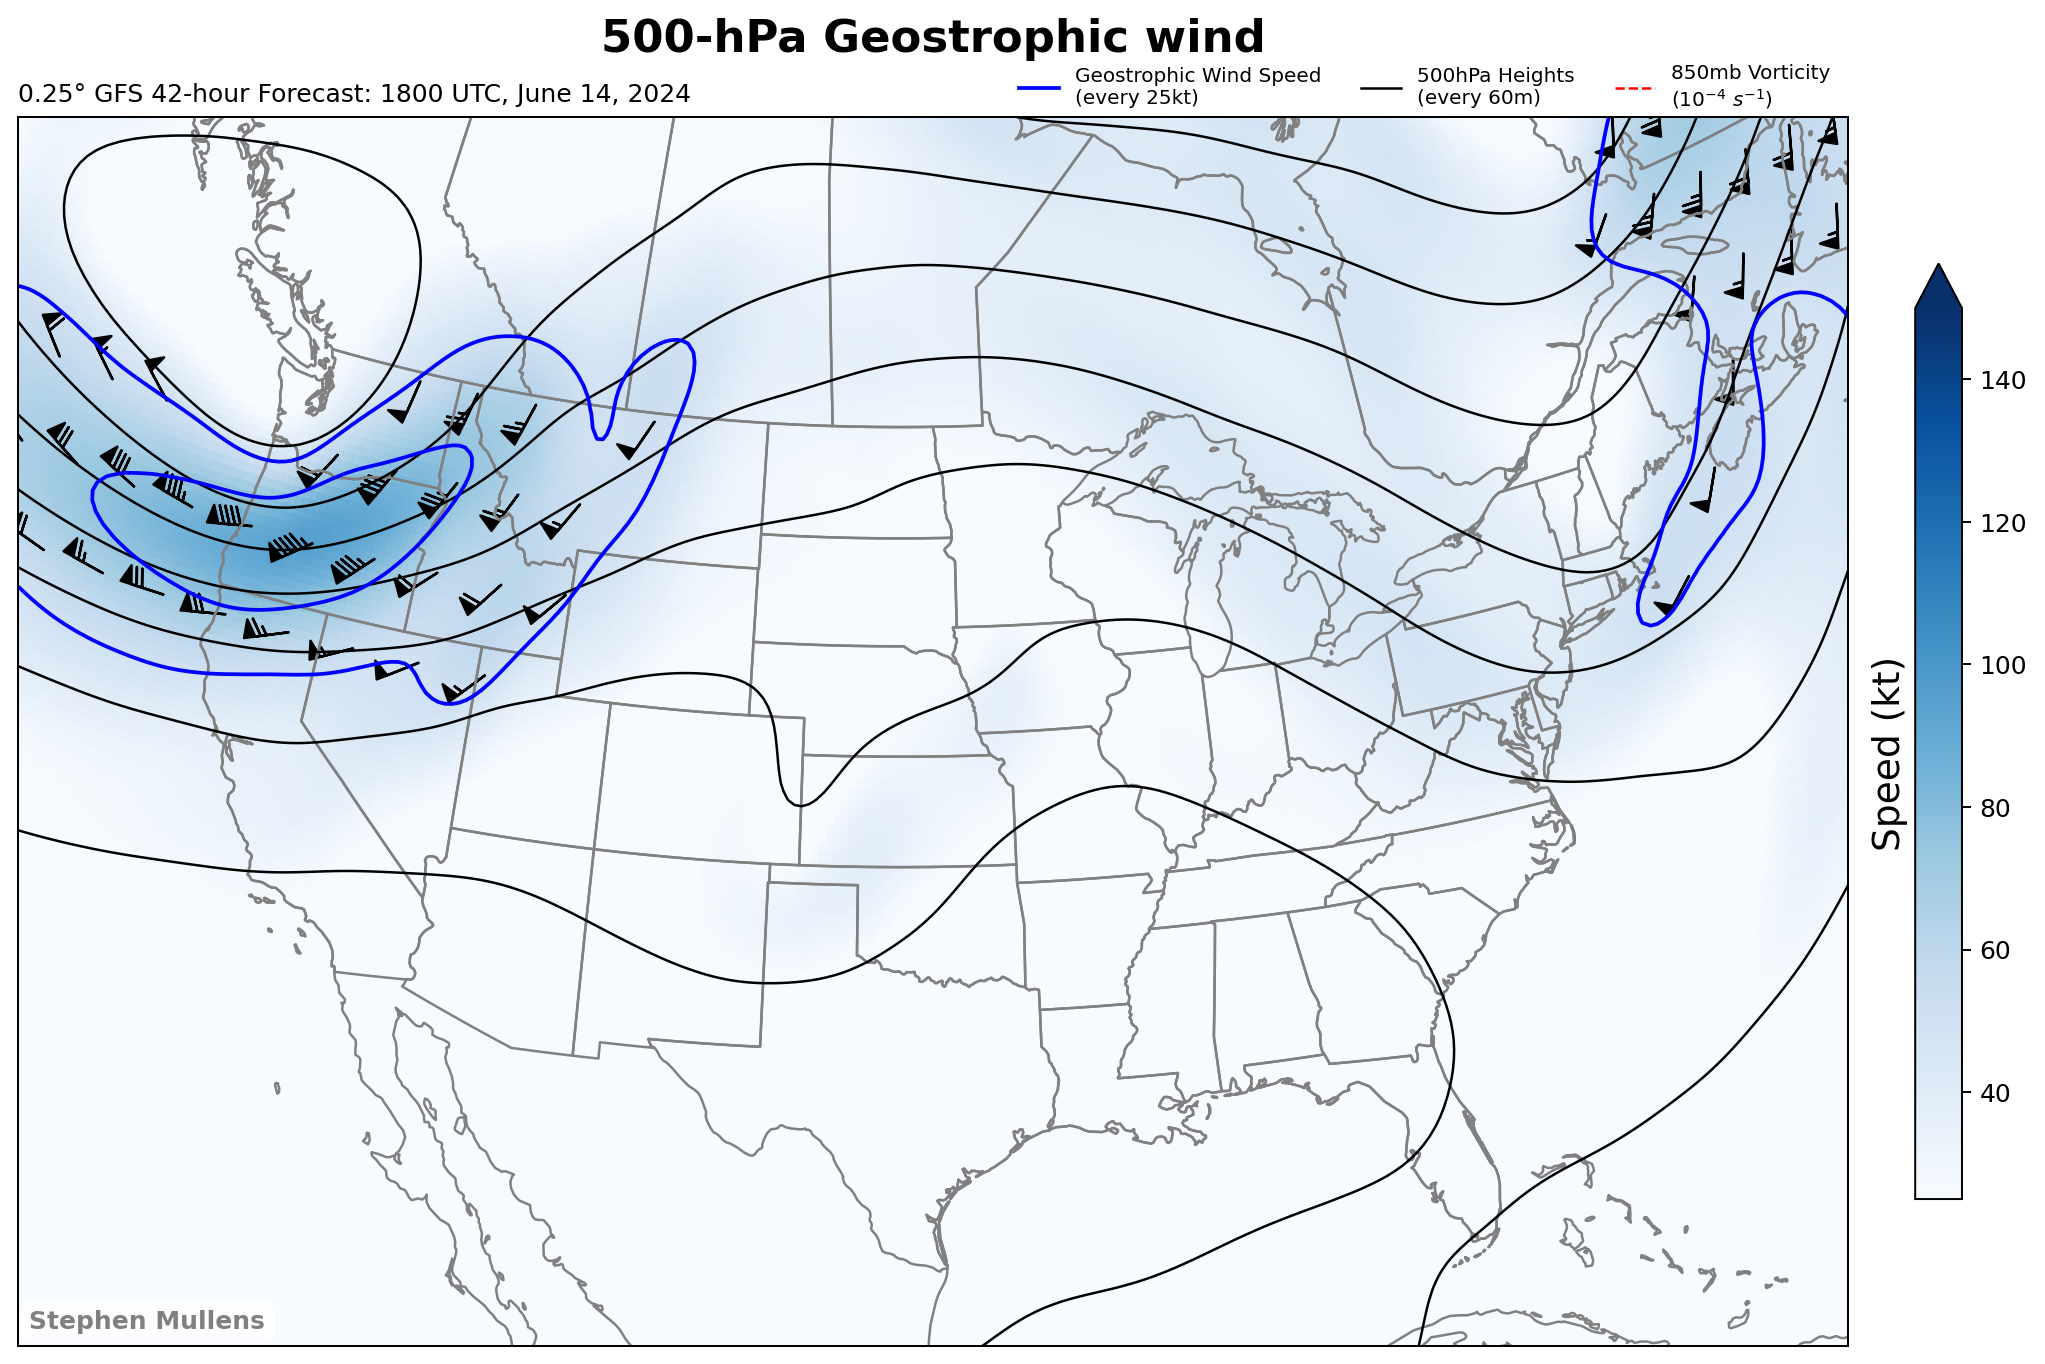 500-hPa Geostrophic wind
0.25° GFS 42-hour Forecast: 1800 UTC, June 14, 2024
Geostrophic Wind Speed
(every 25kt)
500hPa Heights
(every 60m)
850mb Vorticity
(10⁻⁴ s⁻¹)
140
120
100
80
60
40
Speed (kt)
Stephen Mullens